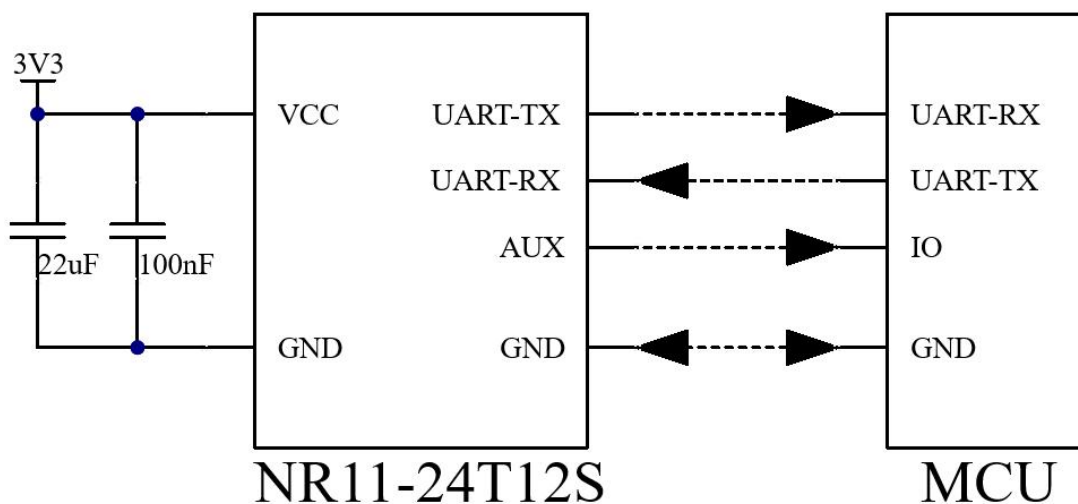 3V3
VCC
UART-TX
UART-RX
UART-RX
UART-TX
AUX
IO
22uF
100nF
GND
GND
GND
NR11-24T12S
MCU